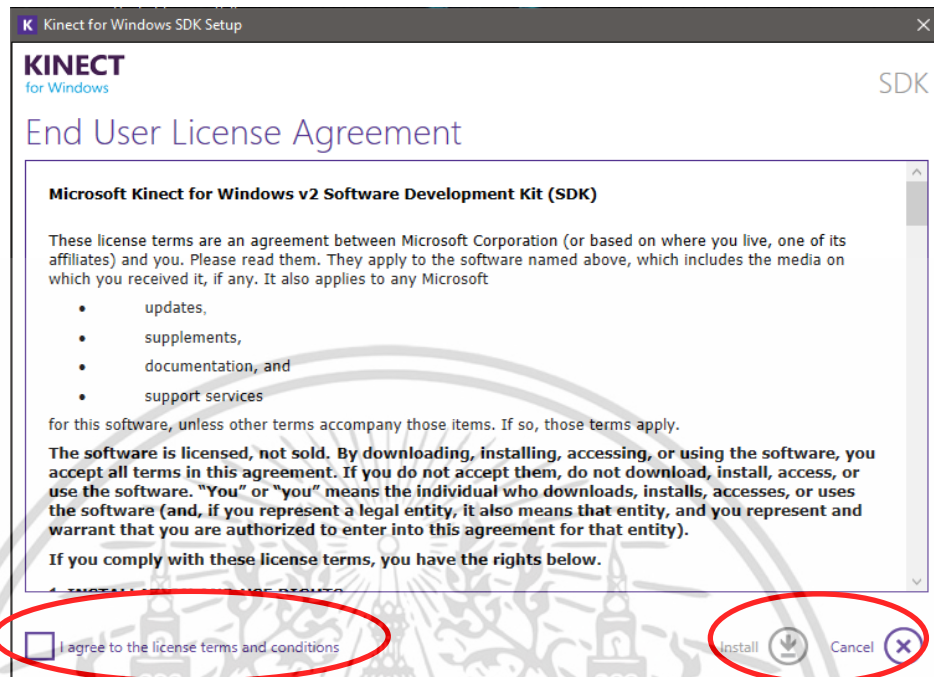 K Kinect for Windows SDK Setup
KINECT
for Windows
SDK
End User License Agreement
Microsoft Kinect for Windows v2 Software Development Kit (SDK)
These license terms are an agreement between Microsoft Corporation (or based on where you live, one of its
affiliates) and you. Please read them. They apply to the software named above, which includes the media on
which you received it, if any. It also applies to any Microsoft
• updates,
• supplements,
• documentation, and
• support services
for this software, unless other terms accompany those items. If so, those terms apply.
The software is licensed, not sold. By downloading, installing, accessing, or using the software, you
accept all terms in this agreement. If you do not accept them, do not download, install, access, or
use the software. “You” or “you” means the individual who downloads, installs, accesses, or uses
the software (and, if you represent a legal entity, it also means that entity, and you represent and
warrant that you are authorized to enter into this agreement for that entity).
If you comply with these license terms, you have the rights below.
I agree to the license terms and conditions
Install
Cancel